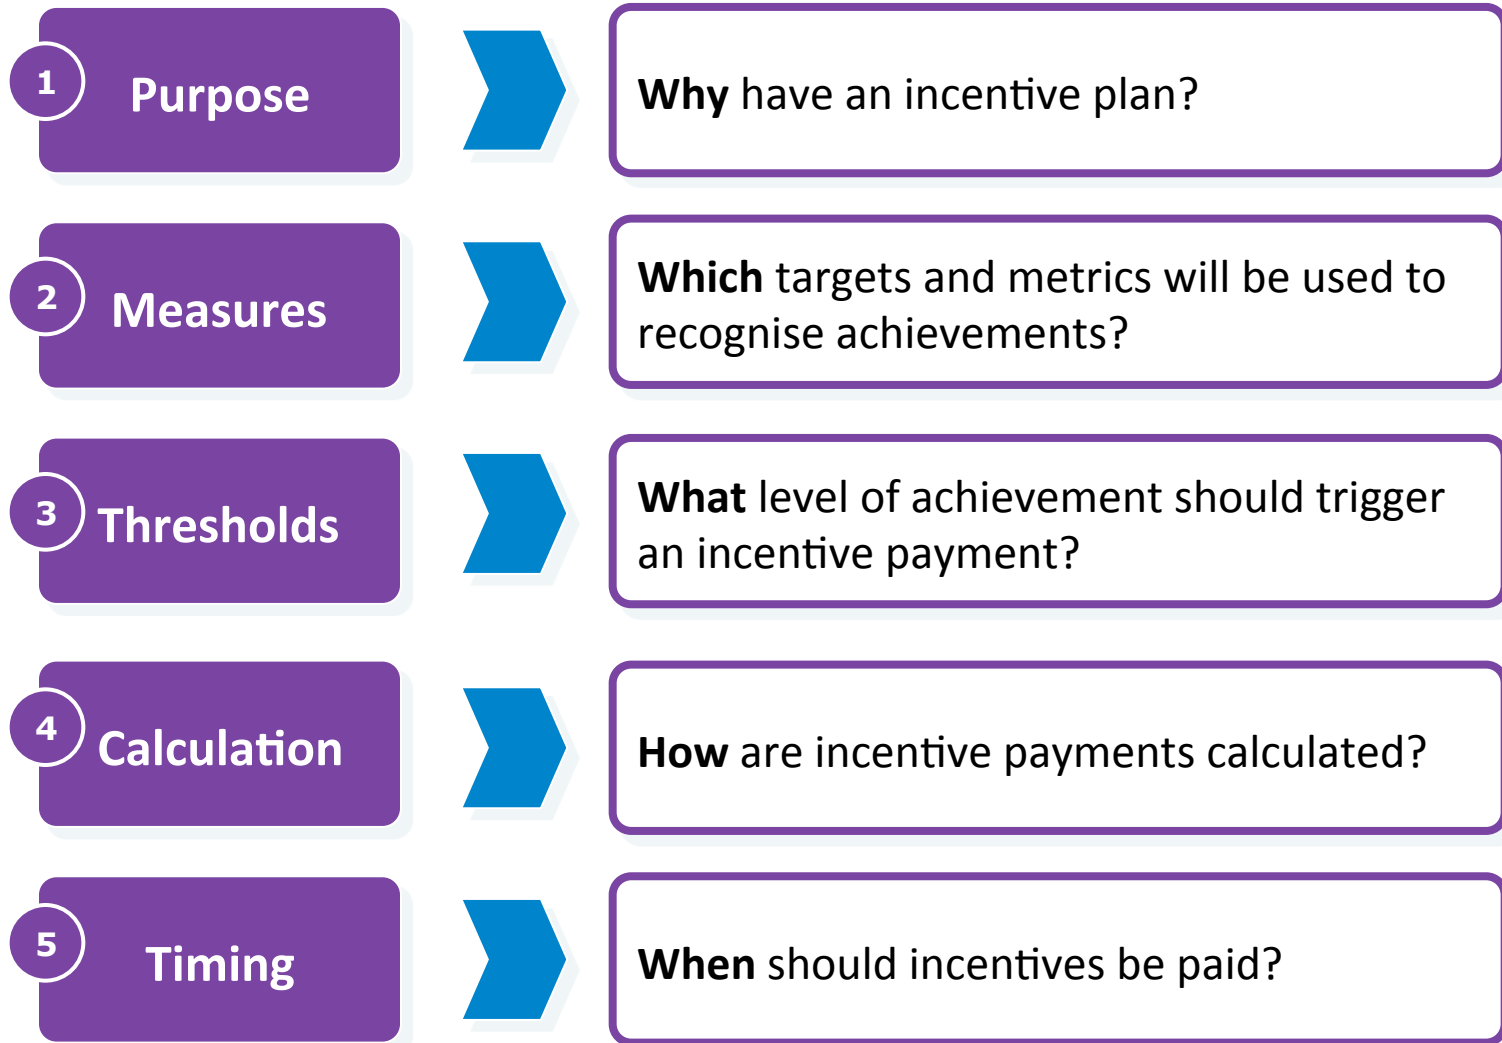 1
Purpose
Why have an incentive plan?
2
Measures
Which targets and metrics will be used to
recognise achievements?
3
Thresholds
What level of achievement should trigger
an incentive payment?
4
Calculation
How are incentive payments calculated?
5
Timing
When should incentives be paid?